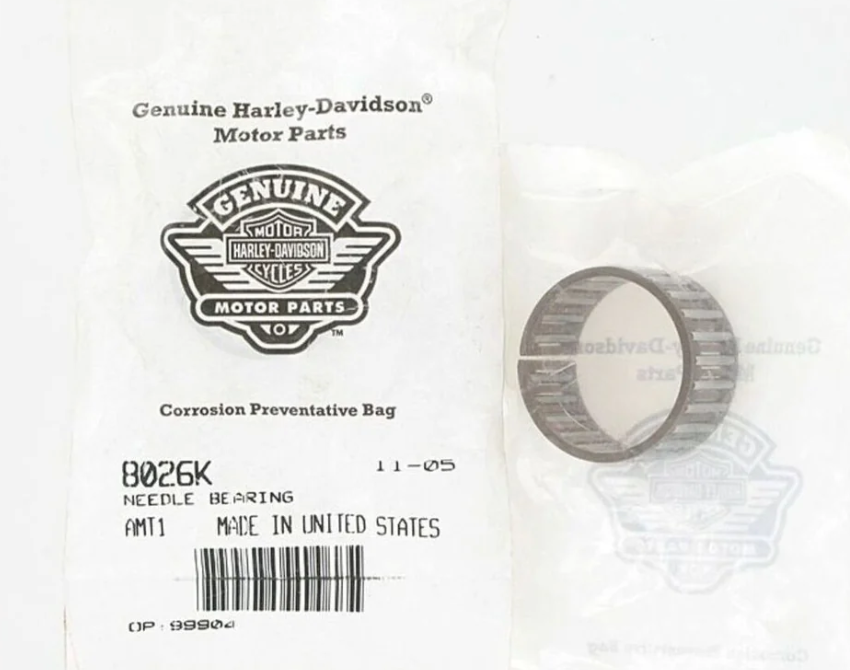 Genuine Harley-Davidson®
Motor Parts
GENUINE
MOTOR
HARLEY-DAVIDSON
CYCLES
MOTOR PARTS
TM
Corrosion Preventative Bag
8026K 11-05
NEEDLE BEARING
AMT1 MADE IN UNITED STATES
OP: 99904